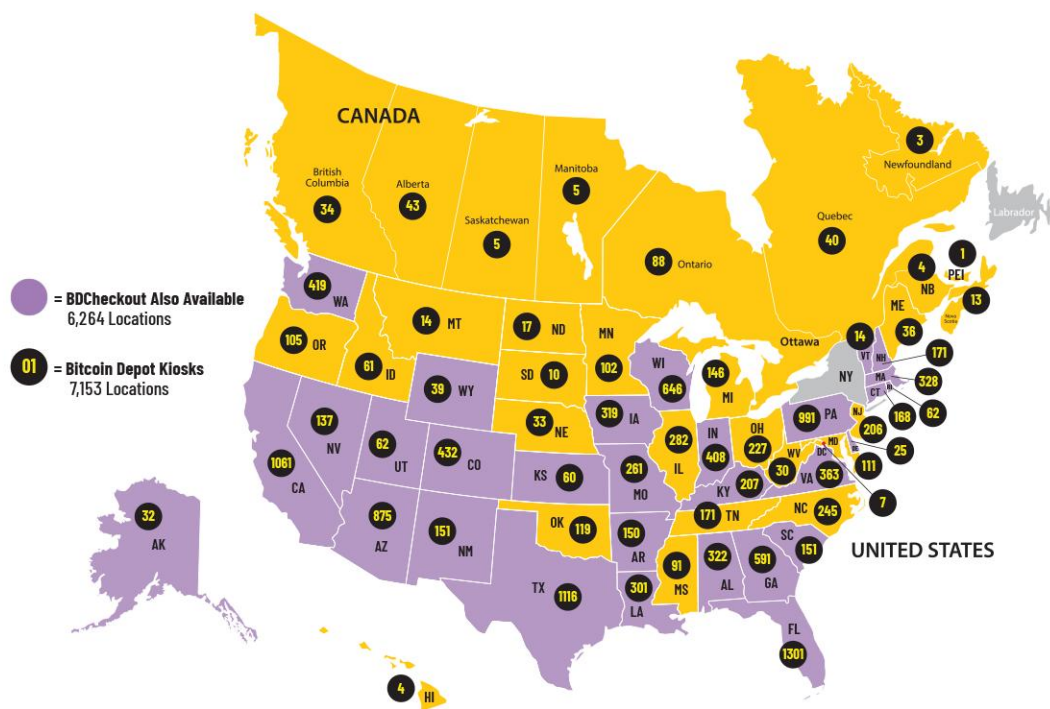 CANADA
3
Newfoundland
Labrador
British
Columbia
34
Alberta
43
Saskatchewan
5
Manitoba
5
88
Ontario
Quebec
40
Ottawa
1
PEI
4
NB
13
Nova
Scotia
= BDCheckout Also Available
6,264 Locations
01
= Bitcoin Depot Kiosks
7,153 Locations
419
WA
105
OR
61
ID
14
MT
17
ND
SD
10
MN
102
WI
646
146
MI
ME
36
14
VT
NH
171
NY
MA
328
CT
168
62
39
WY
33
NE
319
IA
282
IL
IN
408
OH
227
991
PA
NJ
206
25
MD
111
DC
7
137
NV
62
UT
432
CO
KS
60
261
MO
KY
207
WV
30
VA
363
1061
CA
875
AZ
151
NM
OK
119
150
AR
171
TN
NC
245
SC
151
UNITED STATES
TX
1116
301
LA
91
MS
322
AL
591
GA
FL
1301
32
AK
4
HI